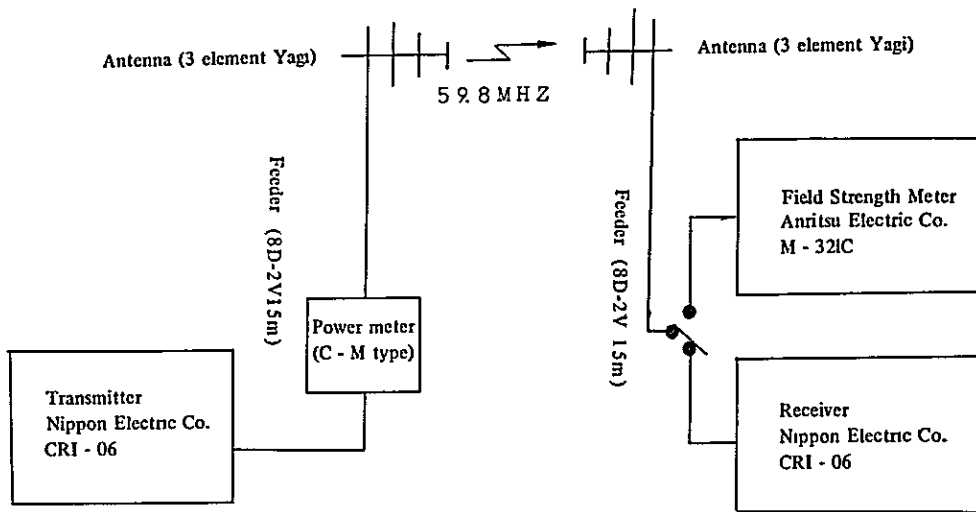 Antenna (3 element Yagi)
Antenna (3 element Yagi)
59.8MHZ
Feeder (8D-2V15m)
Feeder (8D-2V 15m)
Field Strength Meter
Anritsu Electric Co.
M - 321C
Power meter
(C - M type)
Transmitter
Nippon Electric Co.
CRI - 06
Receiver
Nippon Electric Co.
CRI - 06